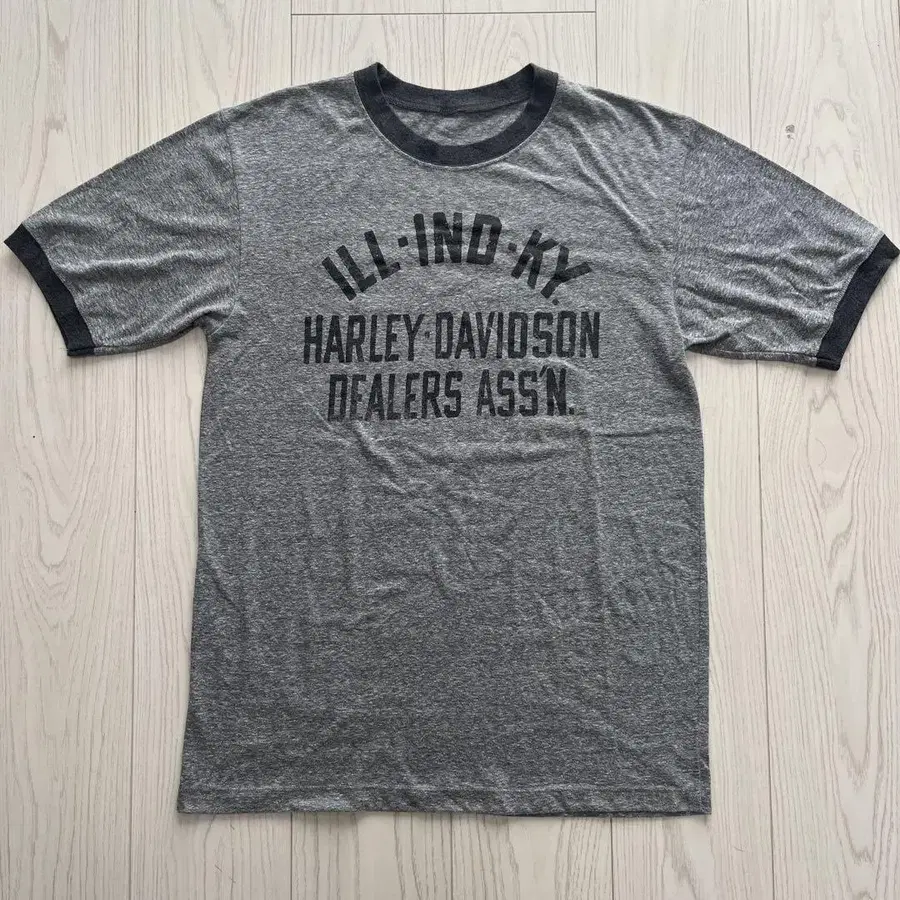 ILL·IND·KY.
HARLEY·DAVIDSON
DEALERS ASS'N.